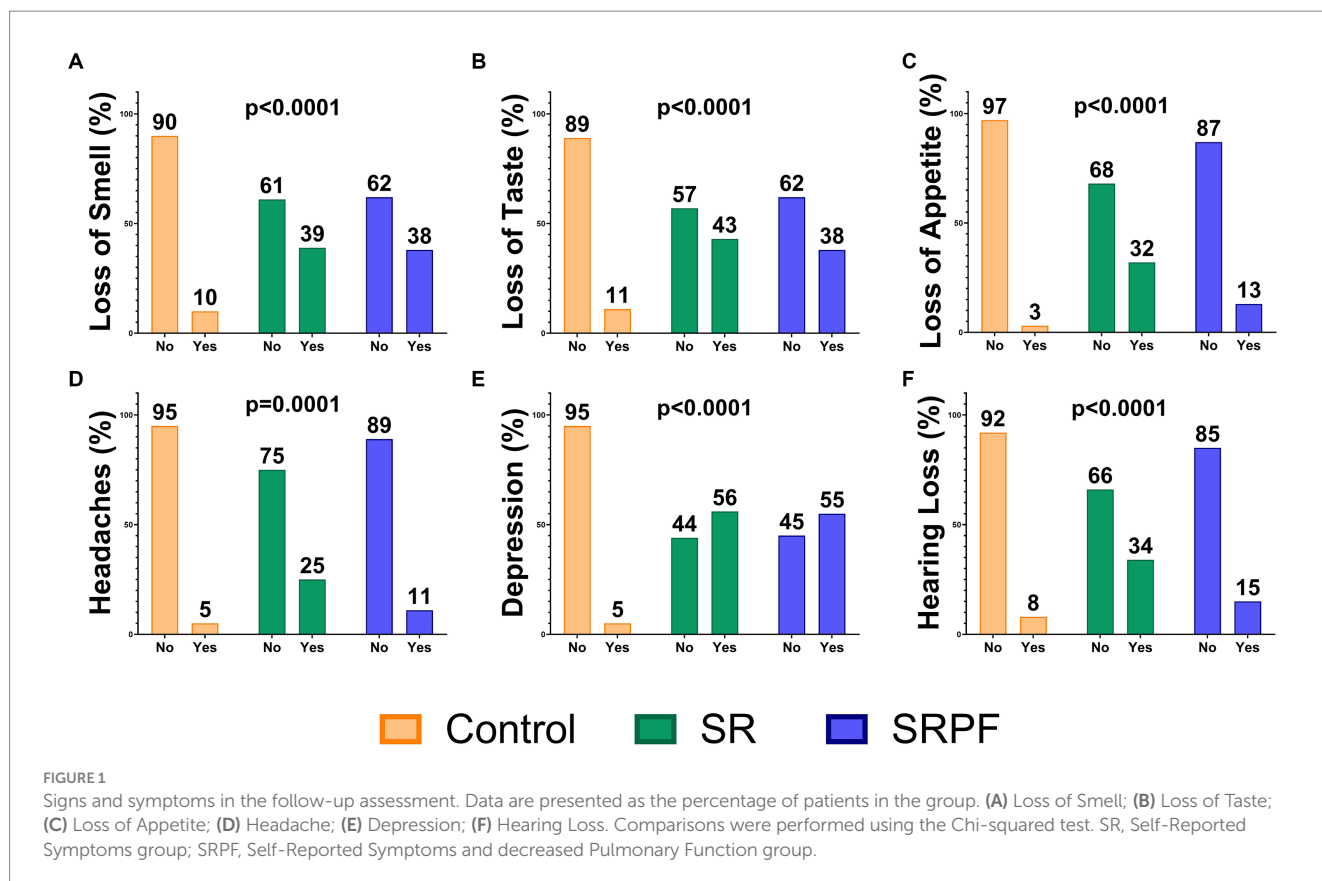 A
Loss of Smell (%)
p<0.0001
100
50
0
90
10
61
39
62
38
No Yes No Yes No Yes
B
Loss of Taste (%)
p<0.0001
100
50
0
89
11
57
43
62
38
No Yes No Yes No Yes
C
Loss of Appetite (%)
p<0.0001
100
50
0
97
3
68
32
87
13
No Yes No Yes No Yes
D
Headaches (%)
p=0.0001
100
50
0
95
5
75
25
89
11
No Yes No Yes No Yes
E
Depression (%)
p<0.0001
100
50
0
95
5
44
56
45
55
No Yes No Yes No Yes
F
Hearing Loss (%)
p<0.0001
100
50
0
92
8
66
34
85
15
No Yes No Yes No Yes
Control SR SRPF
FIGURE 1
Signs and symptoms in the follow-up assessment. Data are presented as the percentage of patients in the group. (A) Loss of Smell; (B) Loss of Taste;
(C) Loss of Appetite; (D) Headache; (E) Depression; (F) Hearing Loss. Comparisons were performed using the Chi-squared test. SR, Self-Reported
Symptoms group; SRPF, Self-Reported Symptoms and decreased Pulmonary Function group.